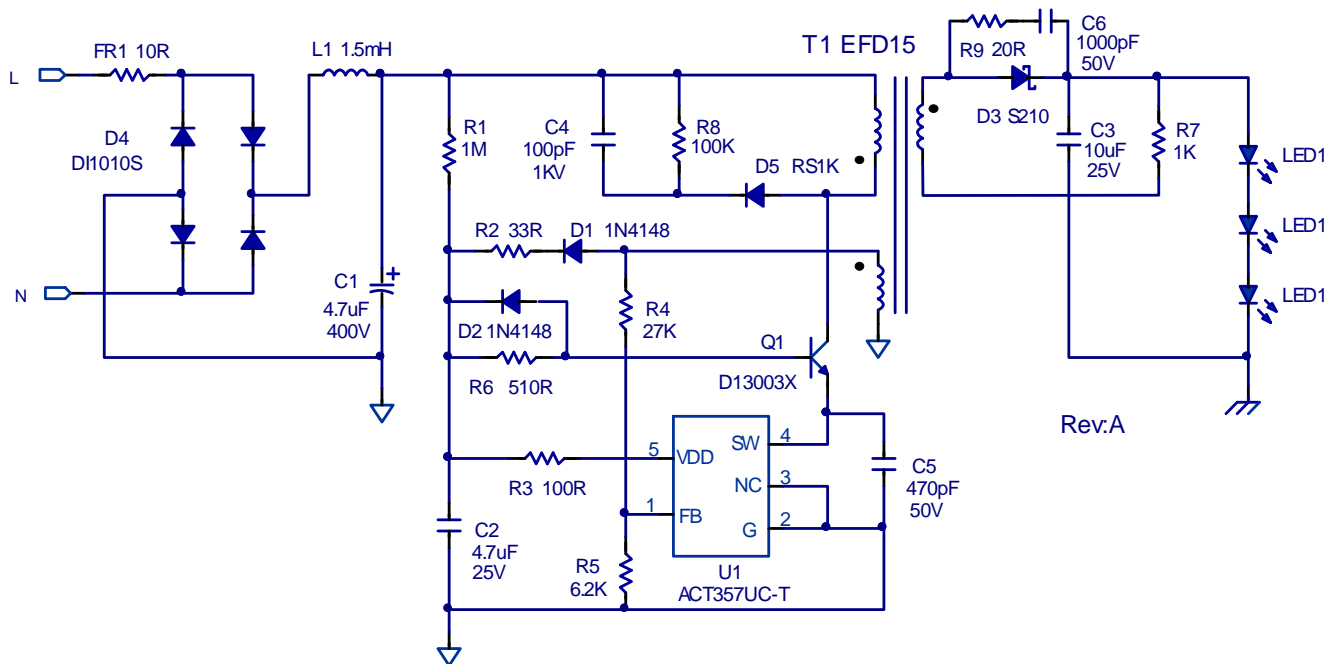 L
FR1 10R
L1 1.5mH
D4
DI1010S
N
C1
4.7uF
400V
+
R1
1M
C4
100pF
1KV
R8
100K
D5 RS1K
T1 EFD15
R9 20R
C6
1000pF
50V
D3 S210
C3
10uF
25V
R7
1K
LED1
LED1
LED1
R2 33R
D1 1N4148
D2 1N4148
R4
27K
R6 510R
Q1
D13003X
R3 100R
5
VDD
1
FB
SW
4
NC
3
G
2
U1
ACT357UC-T
C5
470pF
50V
C2
4.7uF
25V
R5
6.2K
Rev:A